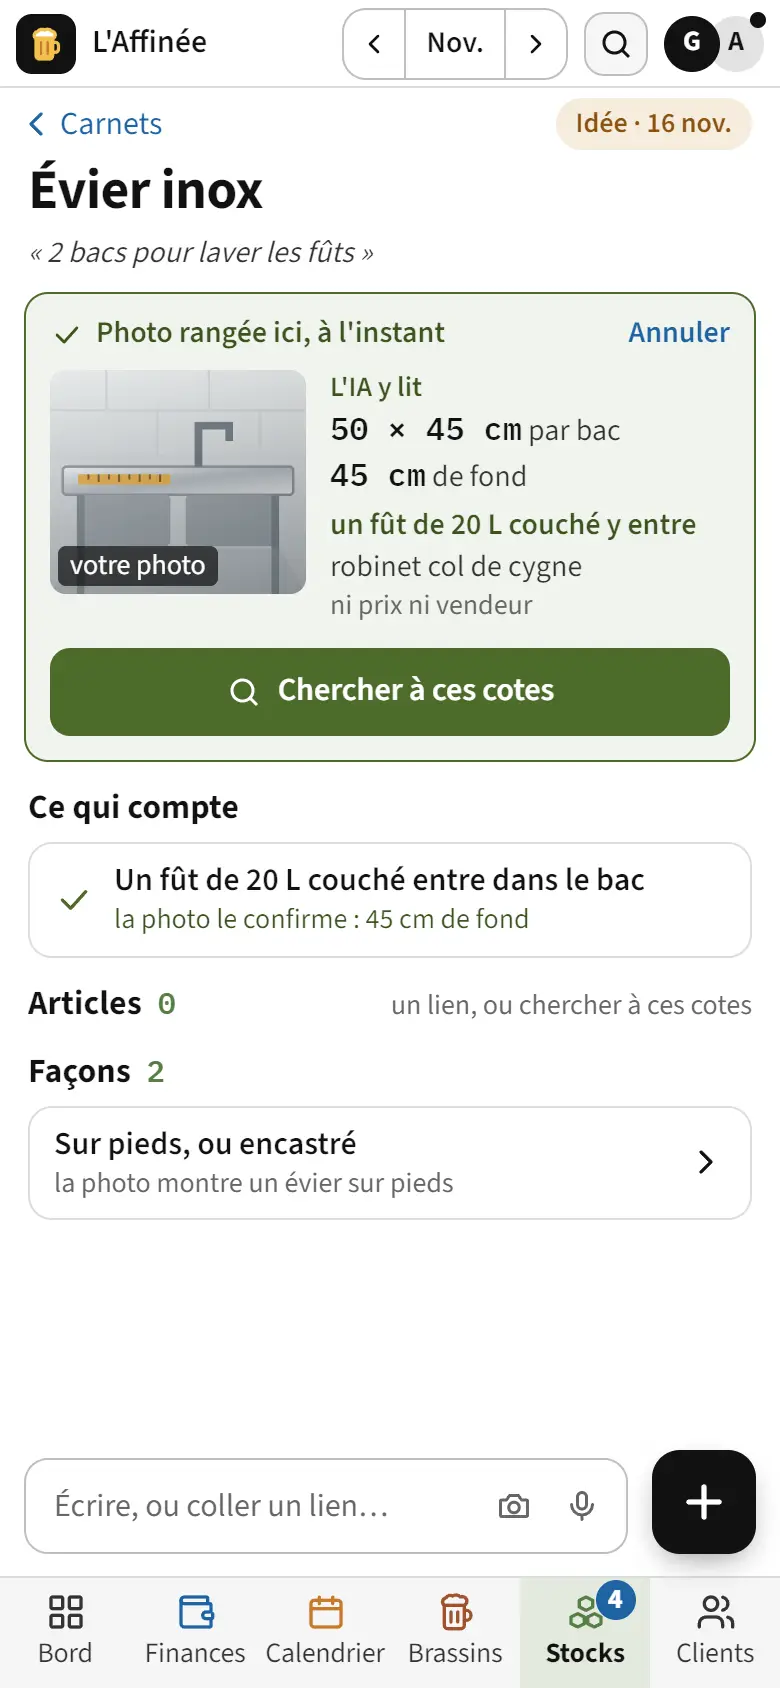 L'Affinée
Nov.
G
A
Carnets
Idée · 16 nov.
Évier inox
« 2 bacs pour laver les fûts »
Photo rangée ici, à l'instant
Annuler
votre photo
L'IA y lit
50 × 45 cm par bac
45 cm de fond
un fût de 20 L couché y entre
robinet col de cygne
ni prix ni vendeur
Chercher à ces cotes
Ce qui compte
Un fût de 20 L couché entre dans le bac
la photo le confirme : 45 cm de fond
Articles 0
un lien, ou chercher à ces cotes
Façons 2
Sur pieds, ou encastré
la photo montre un évier sur pieds
Écrire, ou coller un lien…
Bord
Finances
Calendrier
Brassins
4
Stocks
Clients